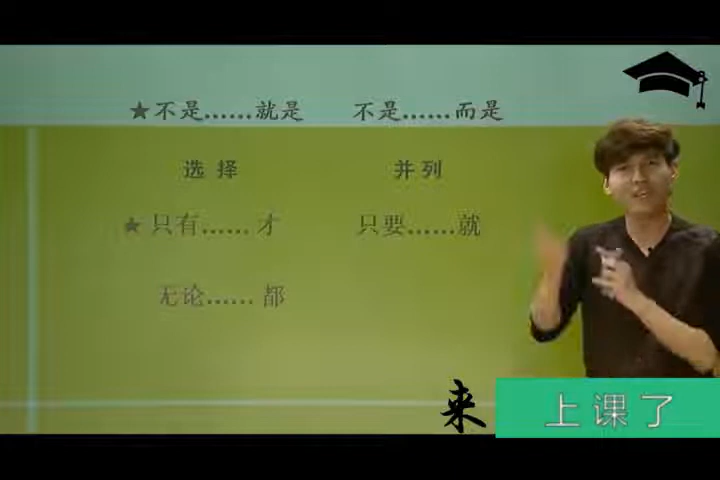 ★不是……就是 不是……而是
选择 并列
★只有……才 只要……就
无论……都
来 上课了